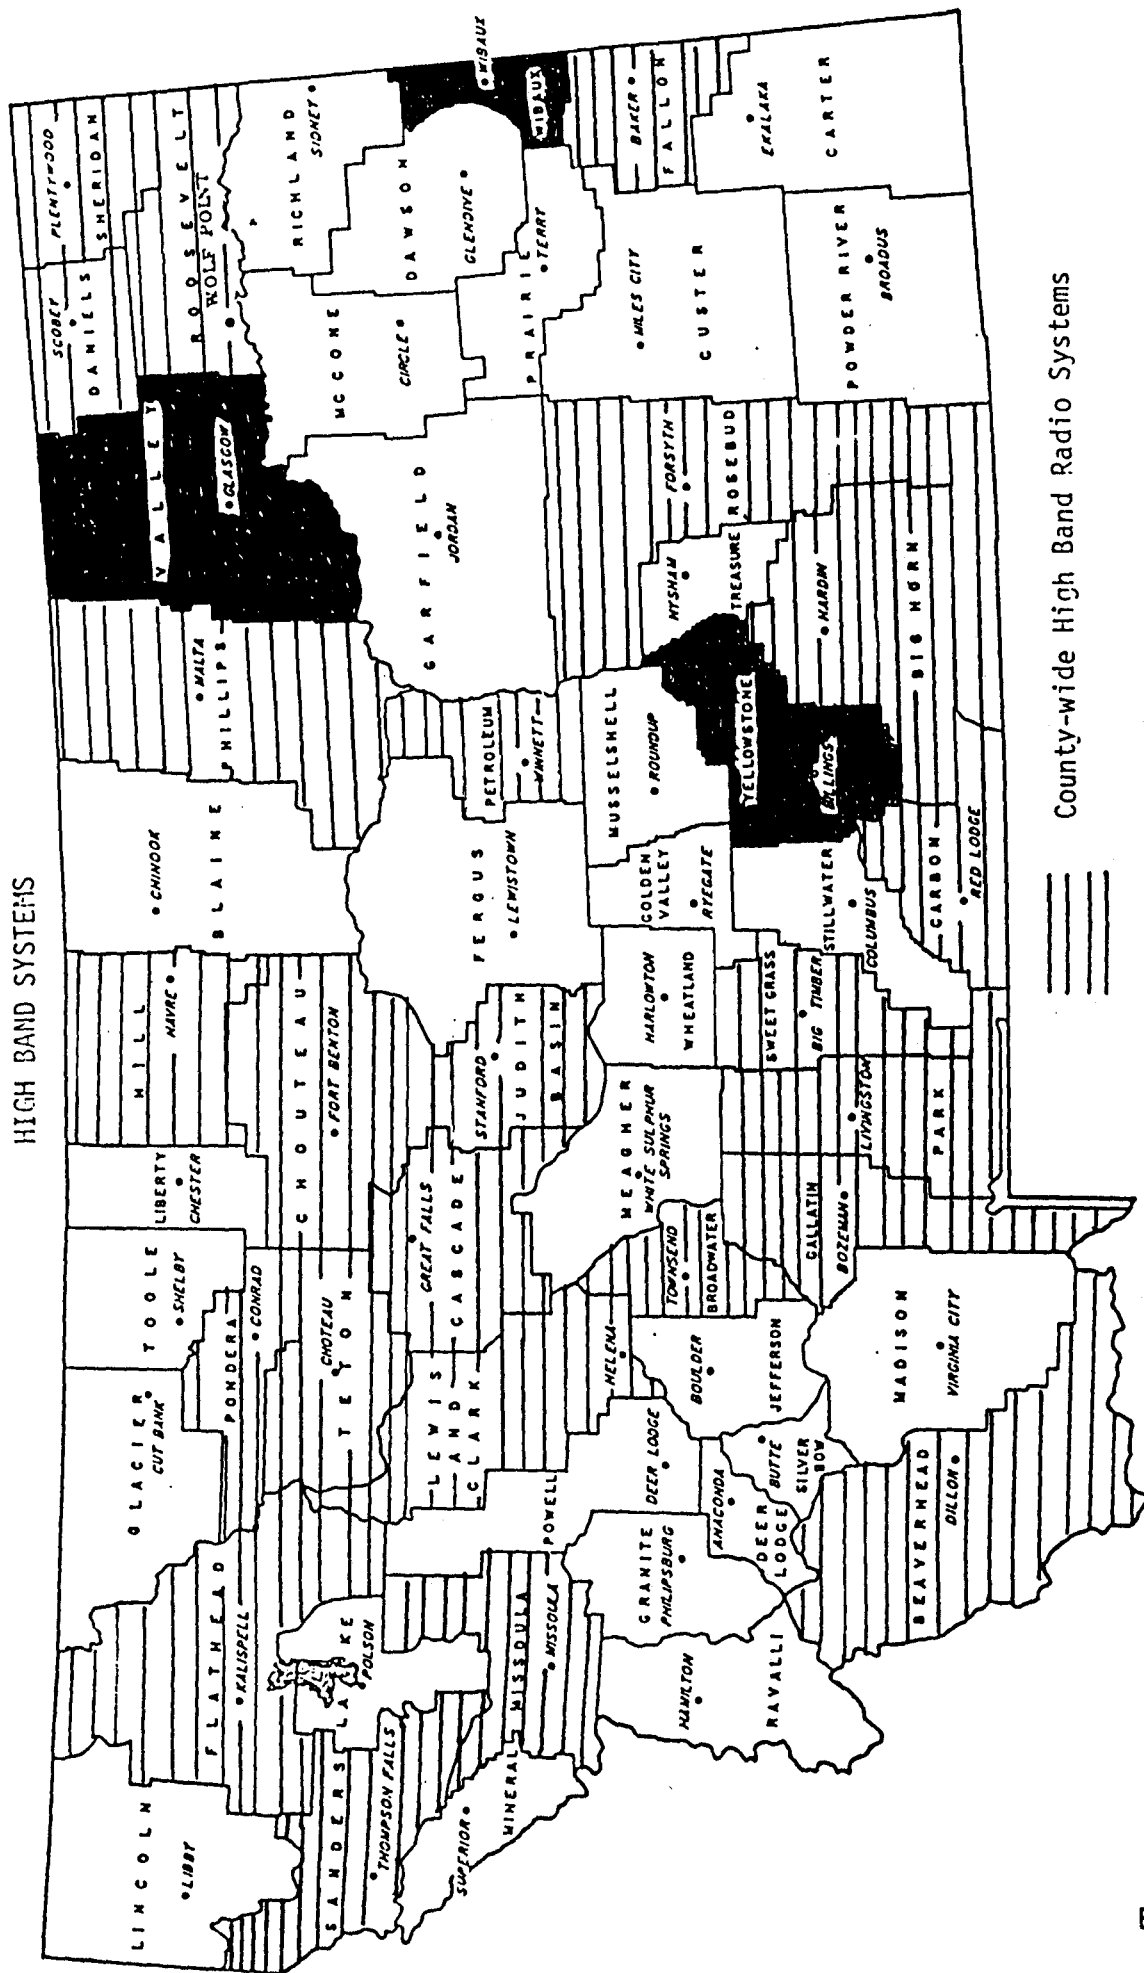 HIGH BAND SYSTEMS
LINCOLN
LIBBY
FLATHEAD
KALISPELL
GLACIER
CUT BANK
TOOLE
SHELBY
LIBERTY
CHESTER
HILL
HAVRE
BLAINE
CHINOOK
PHILLIPS
MALTA
VALLEY
GLASGOW
DANIELS
SCOBEY
SHERIDAN
PLENTYWOOD
ROOSEVELT
WOLF POINT
SANDERS
THOMPSON FALLS
LAKE
POLSON
PONDERA
CONRAD
TETON
CHOTEAU
CHOUTEAU
FORT BENTON
RICHLAND
SIDNEY
MCCONE
CIRCLE
DAWSON
GLENDIVE
WIBAUX
WIBAUX
GARFIELD
JORDAN
PRAIRIE
TERRY
MINERAL
SUPERIOR
MISSOULA
MISSOULA
POWELL
DEER LODGE
LEWIS
AND
CLARK
HELENA
CASCADE
GREAT FALLS
JUDITH
BASIN
STANFORD
FERGUS
LEWISTOWN
PETROLEUM
WINNETT
RAVALLI
HAMILTON
GRANITE
PHILIPSBURG
DEER
LODGE
ANACONDA
SILVER
BOW
BUTTE
JEFFERSON
BOULDER
BROADWATER
TOWNSEND
MEAGHER
WHITE SULPHUR
SPRINGS
WHEATLAND
HARLOWTON
GOLDEN
VALLEY
RYEGATE
MUSSELSHELL
ROUNDUP
TREASURE
HYSHAM
ROSEBUD
FORSYTH
CUSTER
MILES CITY
FALLON
BAKER
BEAVERHEAD
DILLON
MADISON
VIRGINIA CITY
GALLATIN
BOZEMAN
PARK
LIVINGSTON
SWEET GRASS
BIG TIMBER
STILLWATER
COLUMBUS
CARBON
RED LODGE
YELLOWSTONE
BILLINGS
BIG HORN
HARDIN
POWDER RIVER
BROADUS
CARTER
EKALAKA
County-wide High Band Radio Systems